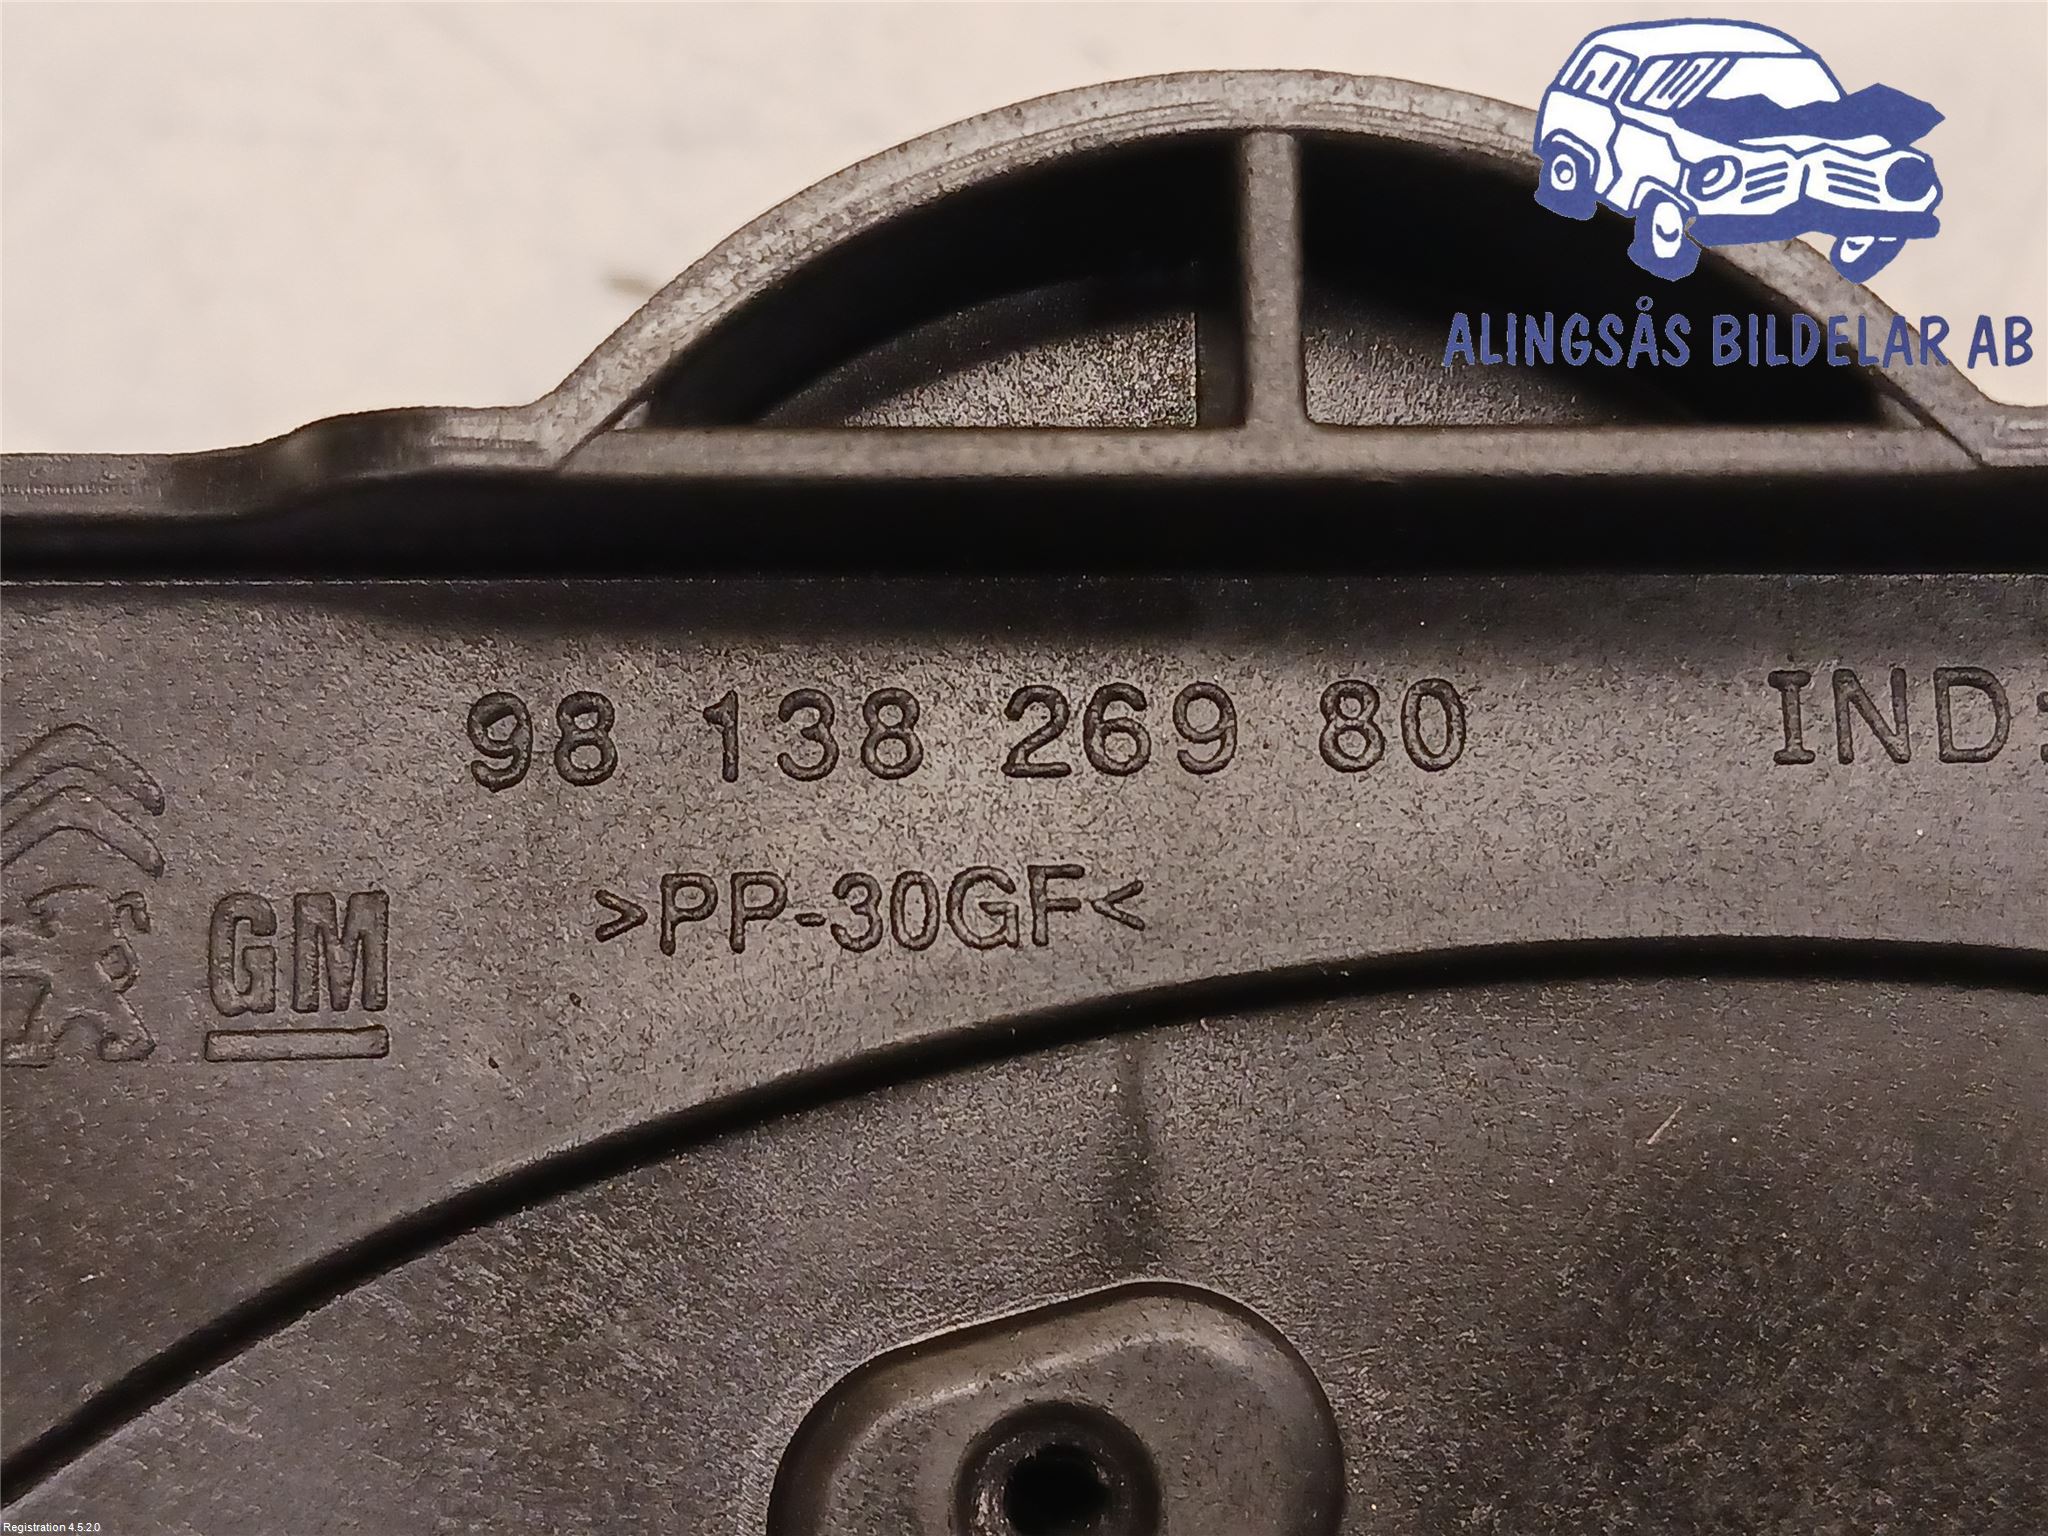 ALINGSÅS BILDELAR AB
98 138 269 80 IND:
>PP-30GF<
GM
Registration 4.5.2.0